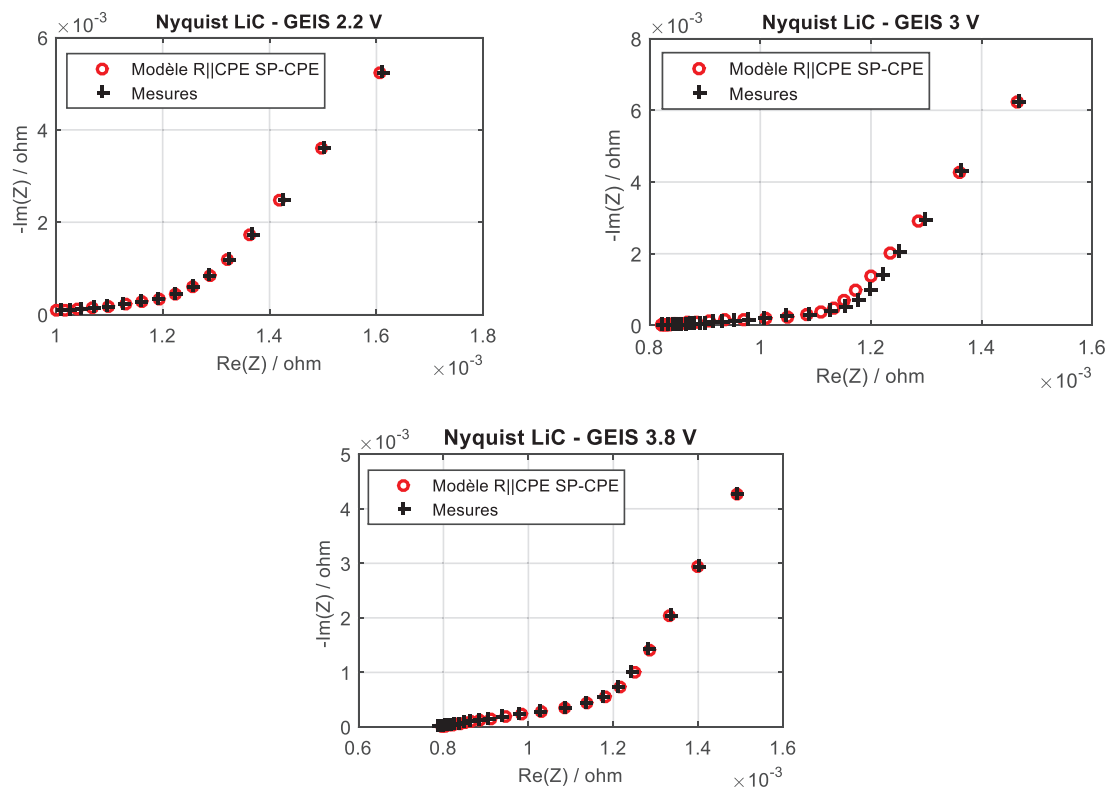 Nyquist LiC - GEIS 2.2 V
×10⁻³
6
4
2
0
-Im(Z) / ohm
Modèle R||CPE SP-CPE
Mesures
1
1.2
1.4
1.6
1.8
Re(Z) / ohm
×10⁻³
Nyquist LiC - GEIS 3 V
×10⁻³
8
6
4
2
0
-Im(Z) / ohm
Modèle R||CPE SP-CPE
Mesures
0.8
1
1.2
1.4
1.6
Re(Z) / ohm
×10⁻³
Nyquist LiC - GEIS 3.8 V
×10⁻³
5
4
3
2
1
0
-Im(Z) / ohm
Modèle R||CPE SP-CPE
Mesures
0.6
0.8
1
1.2
1.4
1.6
Re(Z) / ohm
×10⁻³